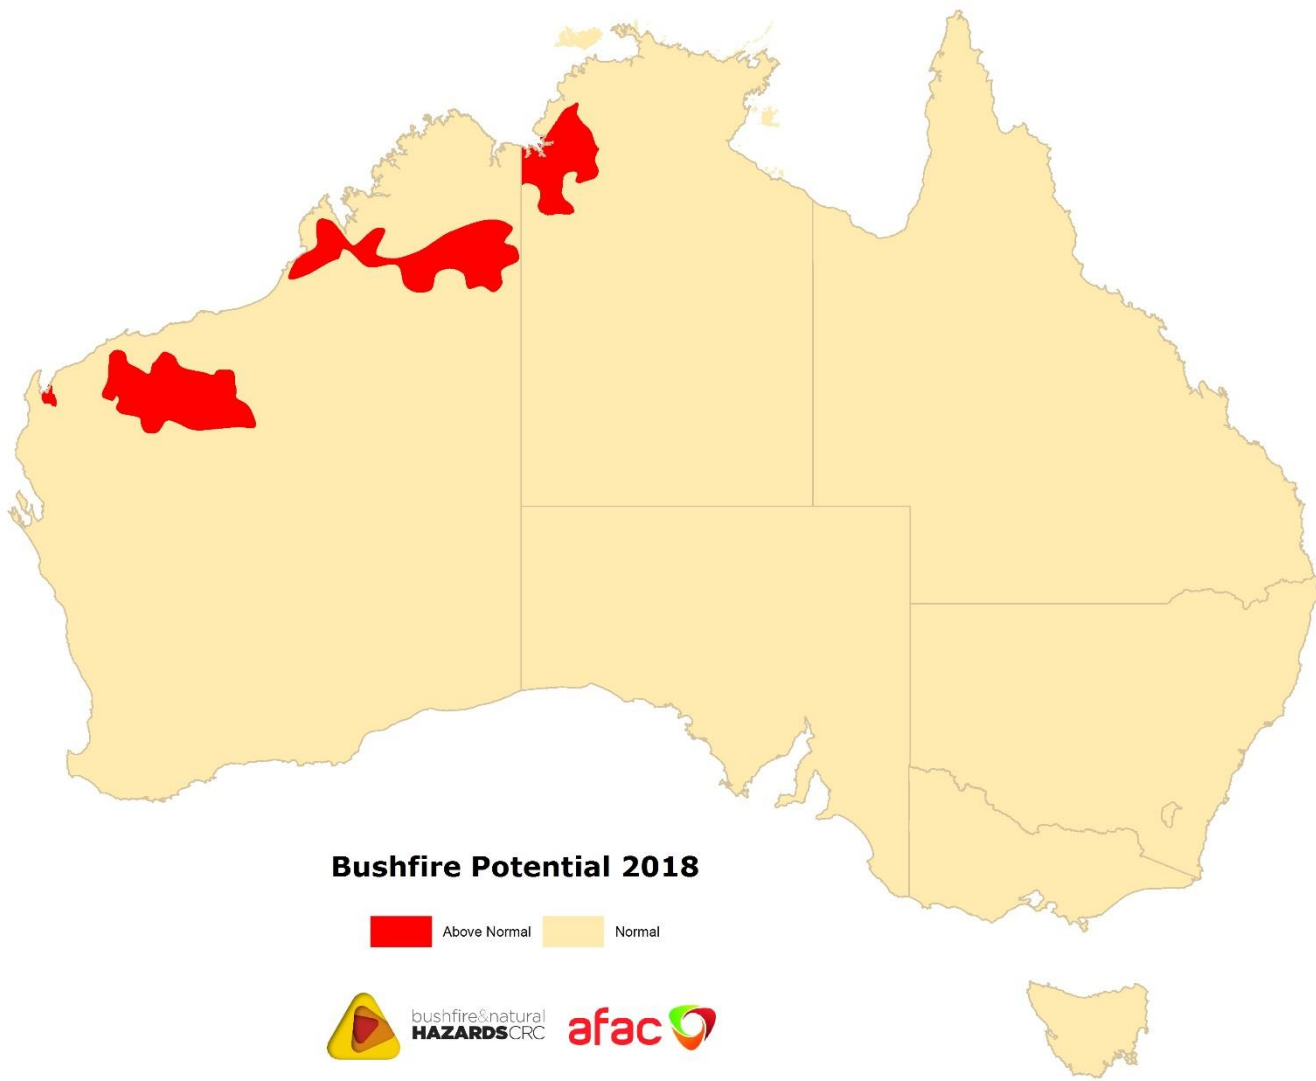 Bushfire Potential 2018
Above Normal
Normal
bushfire&natural
HAZARDSCRC
afac